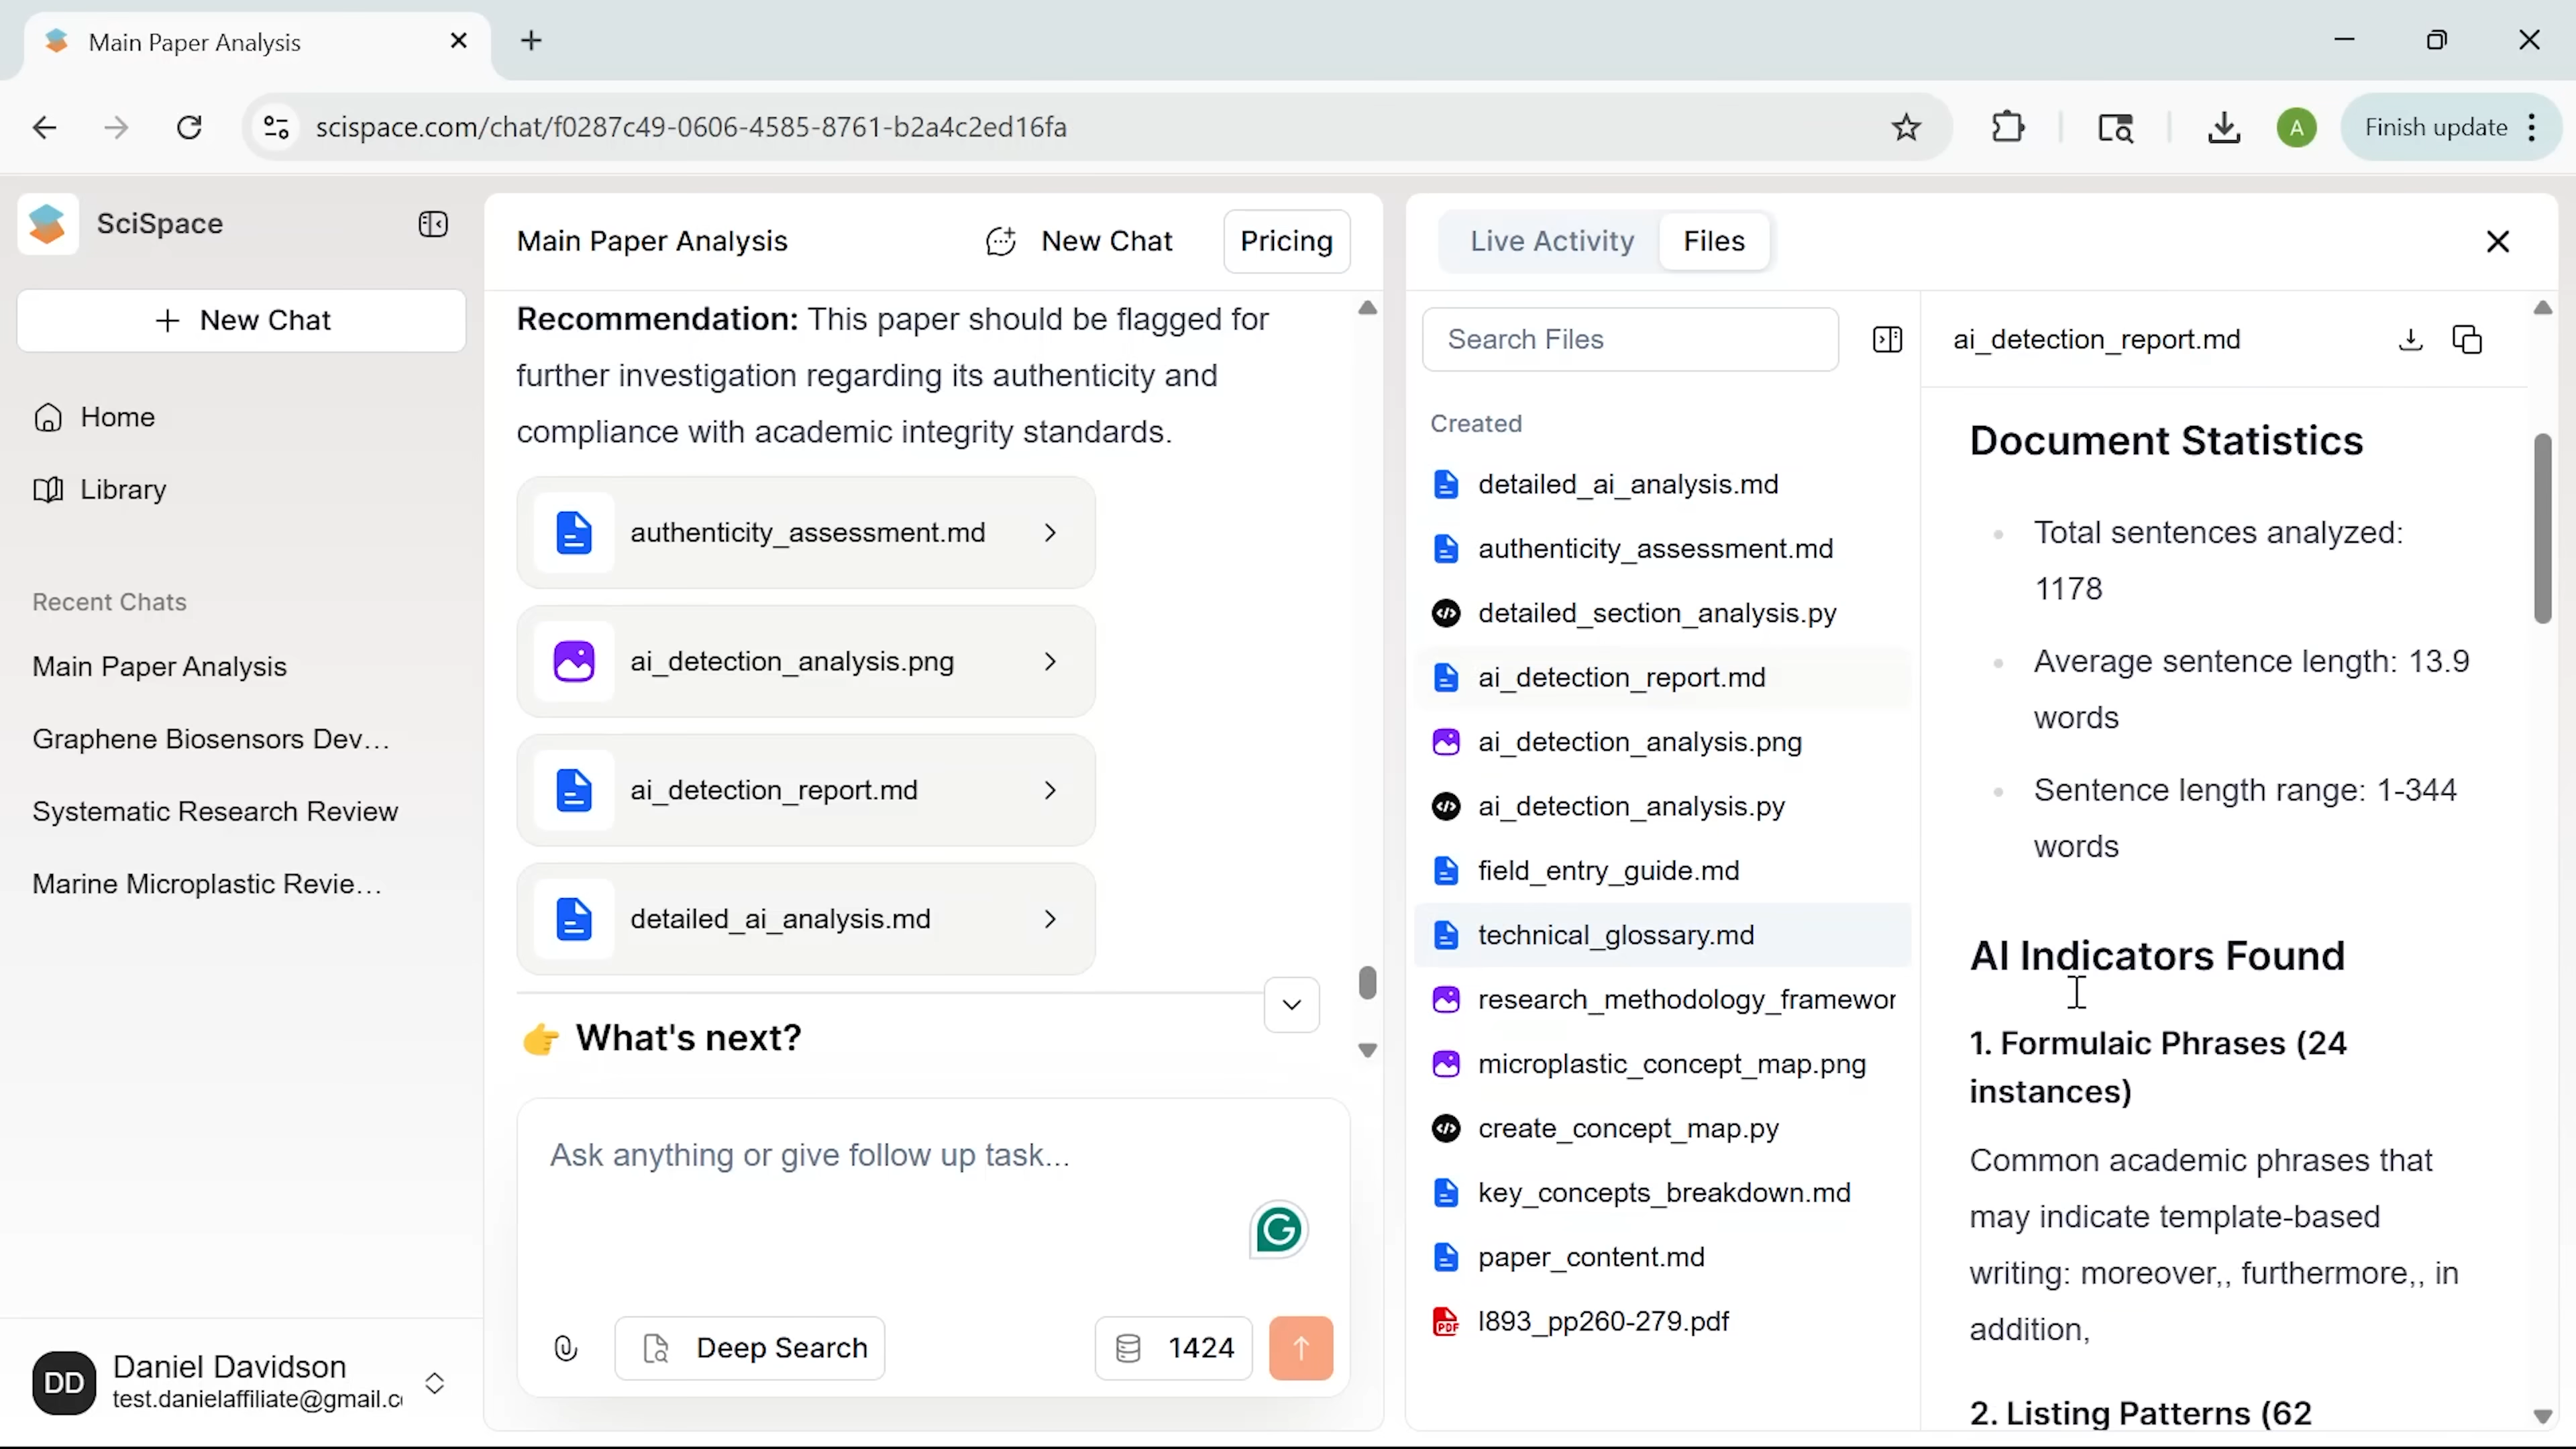 Main Paper Analysis
scispace.com/chat/f0287c49-0606-4585-8761-b2a4c2ed16fa
A
Finish update
SciSpace
New Chat
Home
Library
Recent Chats
Main Paper Analysis
Graphene Biosensors Dev...
Systematic Research Review
Marine Microplastic Revie...
DD
Daniel Davidson
test.danielaffiliate@gmail.c
Main Paper Analysis
New Chat
Pricing
Recommendation: This paper should be flagged for
further investigation regarding its authenticity and
compliance with academic integrity standards.
authenticity_assessment.md
ai_detection_analysis.png
ai_detection_report.md
detailed_ai_analysis.md
What's next?
Ask anything or give follow up task...
G
Deep Search
1424
Live Activity
Files
Search Files
Created
detailed_ai_analysis.md
authenticity_assessment.md
detailed_section_analysis.py
ai_detection_report.md
ai_detection_analysis.png
ai_detection_analysis.py
field_entry_guide.md
technical_glossary.md
research_methodology_framewor
microplastic_concept_map.png
create_concept_map.py
key_concepts_breakdown.md
paper_content.md
PDF
l893_pp260-279.pdf
ai_detection_report.md
Document Statistics
Total sentences analyzed:
1178
Average sentence length: 13.9
words
Sentence length range: 1-344
words
AI Indicators Found
1. Formulaic Phrases (24
instances)
Common academic phrases that
may indicate template-based
writing: moreover,, furthermore,, in
addition,
2. Listing Patterns (62